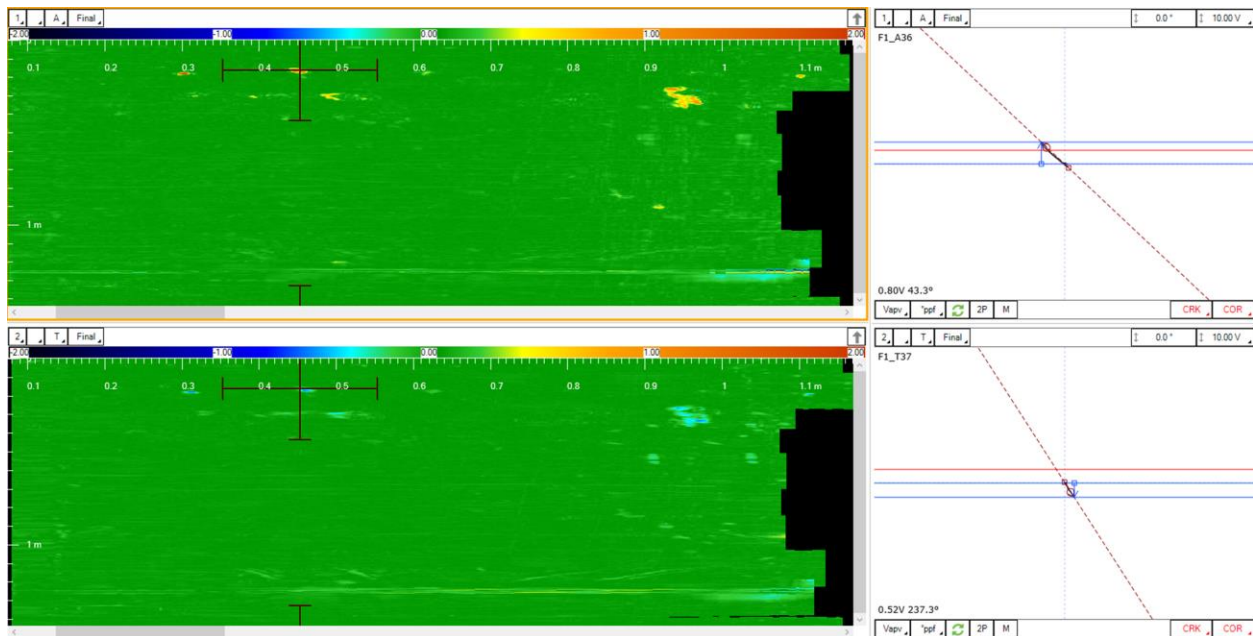 1 A Final
-2.00 -1.00 0.00 1.00 2.00
0.1 0.2 0.3 0.4 0.5 0.6 0.7 0.8 0.9 1 1.1 m
1 m
1 A Final 0.0 ° 10.00 V
F1_A36
0.80V 43.3º
Vapv °ppf 2P M CRK COR
2 T Final
-2.00 -1.00 0.00 1.00 2.00
0.1 0.2 0.3 0.4 0.5 0.6 0.7 0.8 0.9 1 1.1 m
1 m
2 T Final 0.0 ° 10.00 V
F1_T37
0.52V 237.3º
Vapv °ppf 2P M CRK COR